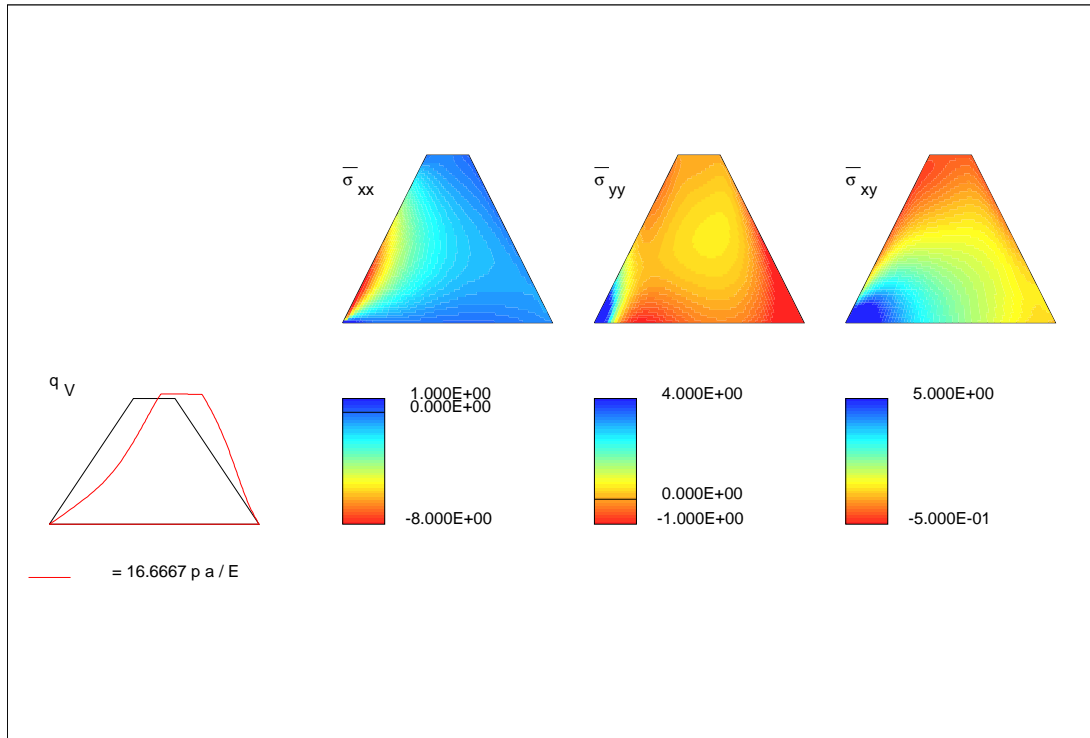 σ xx
σ yy
σ xy
q V
1.000E+00
0.000E+00
-8.000E+00
4.000E+00
0.000E+00
-1.000E+00
5.000E+00
-5.000E-01
= 16.6667 p a / E